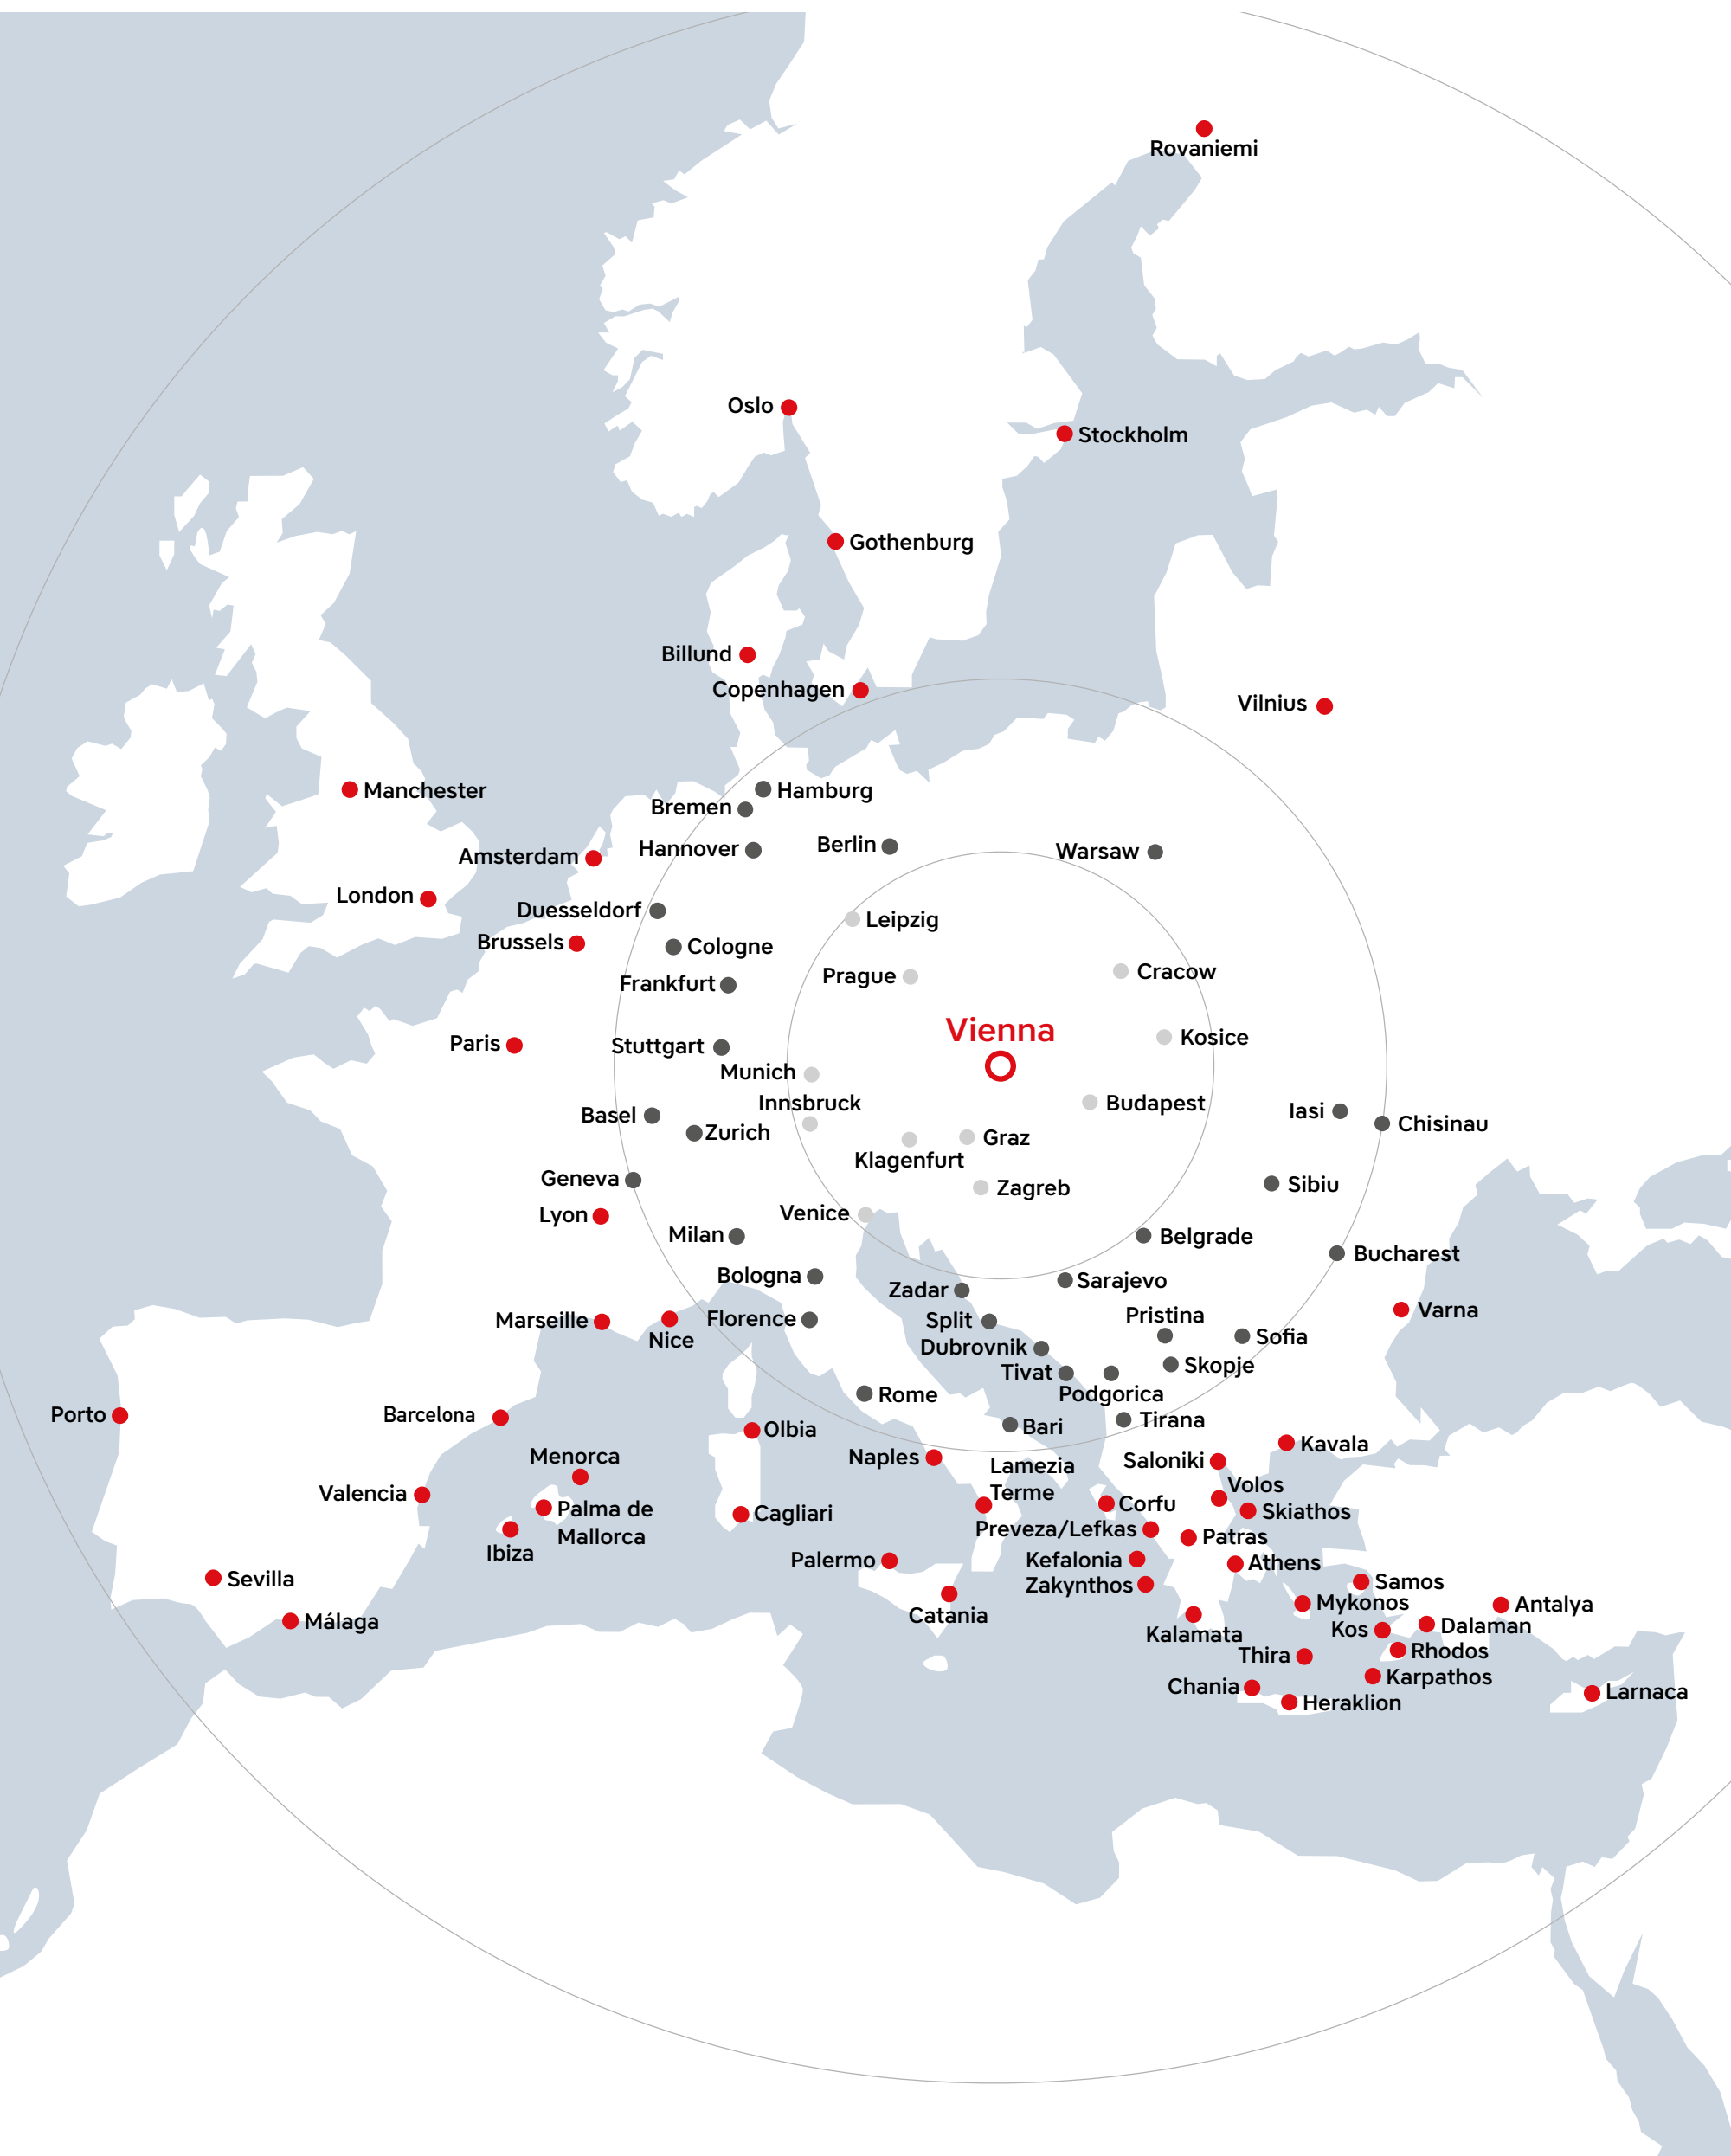 Rovaniemi
Oslo
Stockholm
Gothenburg
Billund
Copenhagen
Vilnius
Manchester
Hamburg
Bremen
Hannover
Berlin
Warsaw
Amsterdam
London
Duesseldorf
Leipzig
Brussels
Cologne
Prague
Cracow
Frankfurt
Vienna
Paris
Stuttgart
Kosice
Munich
Innsbruck
Budapest
Iasi
Chisinau
Basel
Zurich
Graz
Klagenfurt
Geneva
Zagreb
Sibiu
Lyon
Venice
Milan
Belgrade
Bucharest
Bologna
Zadar
Sarajevo
Varna
Marseille
Nice
Florence
Split
Pristina
Sofia
Dubrovnik
Tivat
Skopje
Podgorica
Rome
Porto
Barcelona
Olbia
Bari
Tirana
Menorca
Naples
Lamezia
Terme
Saloniki
Kavala
Valencia
Palma de
Mallorca
Cagliari
Corfu
Volos
Skiathos
Ibiza
Preveza/Lefkas
Patras
Palermo
Kefalonia
Athens
Sevilla
Zakynthos
Samos
Málaga
Catania
Mykonos
Antalya
Kalamata
Kos
Dalaman
Thira
Rhodos
Chania
Karpathos
Heraklion
Larnaca